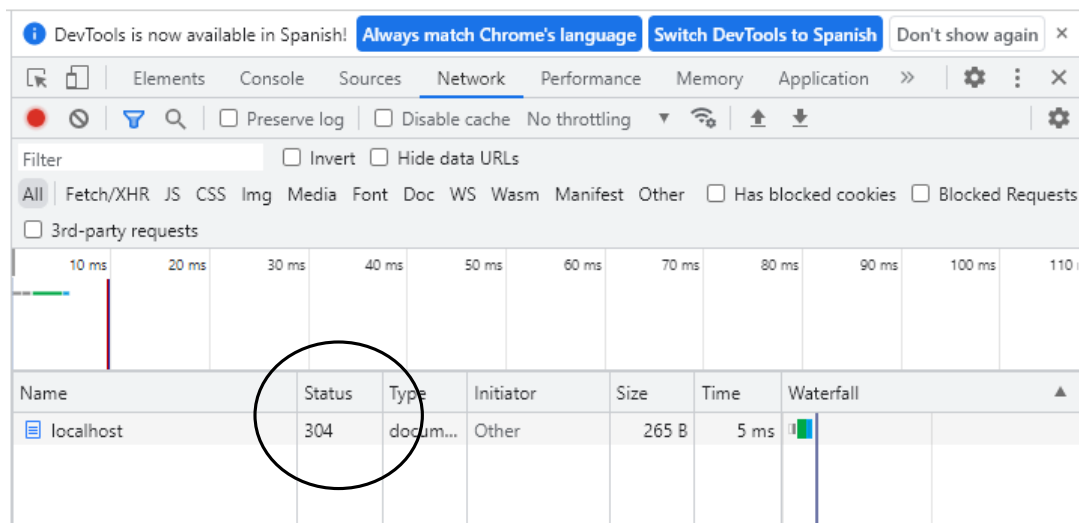 DevTools is now available in Spanish! Always match Chrome's language Switch DevTools to Spanish Don't show again ×
Elements Console Sources Network Performance Memory Application »
Preserve log Disable cache No throttling
Filter Invert Hide data URLs
All Fetch/XHR JS CSS Img Media Font Doc WS Wasm Manifest Other Has blocked cookies Blocked Requests
3rd-party requests
10 ms 20 ms 30 ms 40 ms 50 ms 60 ms 70 ms 80 ms 90 ms 100 ms 110
Name Status Type Initiator Size Time Waterfall
localhost 304 docum... Other 265 B 5 ms